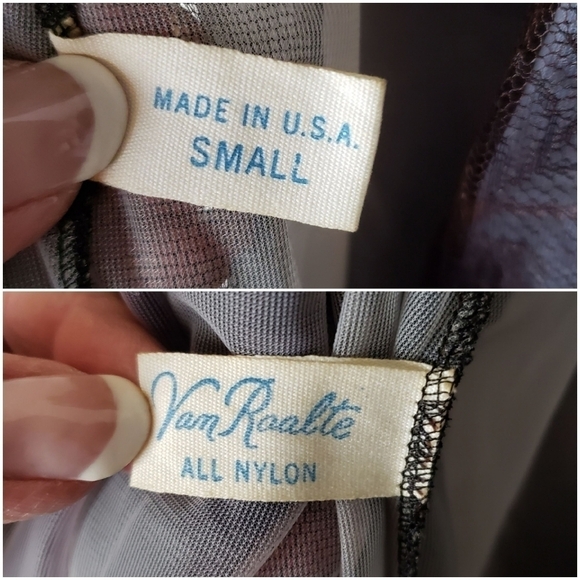 MADE IN U.S.A.
SMALL
Van Raalte
ALL NYLON